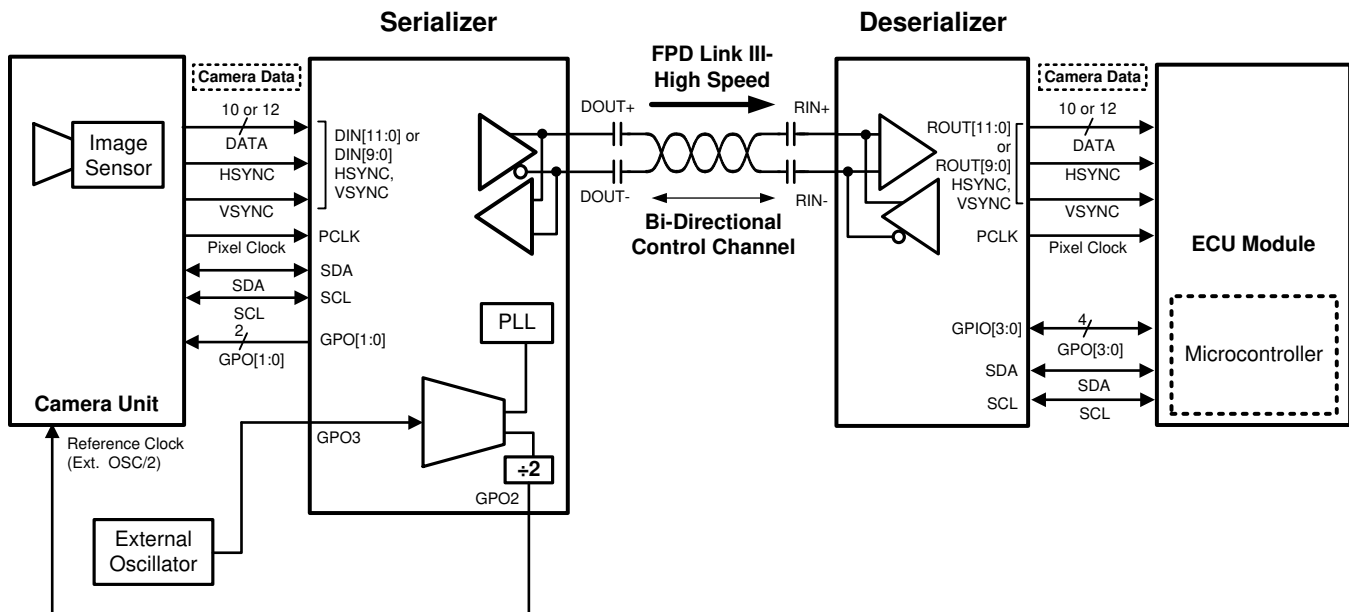 Serializer
Deserializer
FPD Link III-
High Speed
Camera Data
Camera Data
Image
Sensor
10 or 12
DATA
HSYNC
VSYNC
Pixel Clock
SDA
SCL
2
GPO[1:0]
Camera Unit
DIN[11:0] or
DIN[9:0]
HSYNC,
VSYNC
PCLK
SDA
SCL
GPO[1:0]
PLL
GPO3
÷2
GPO2
Reference Clock
(Ext. OSC/2)
External
Oscillator
DOUT+
DOUT-
RIN+
RIN-
Bi-Directional
Control Channel
ROUT[11:0]
or
ROUT[9:0]
HSYNC,
VSYNC
PCLK
GPIO[3:0]
SDA
SCL
10 or 12
DATA
HSYNC
VSYNC
Pixel Clock
4
GPO[3:0]
SDA
SCL
ECU Module
Microcontroller